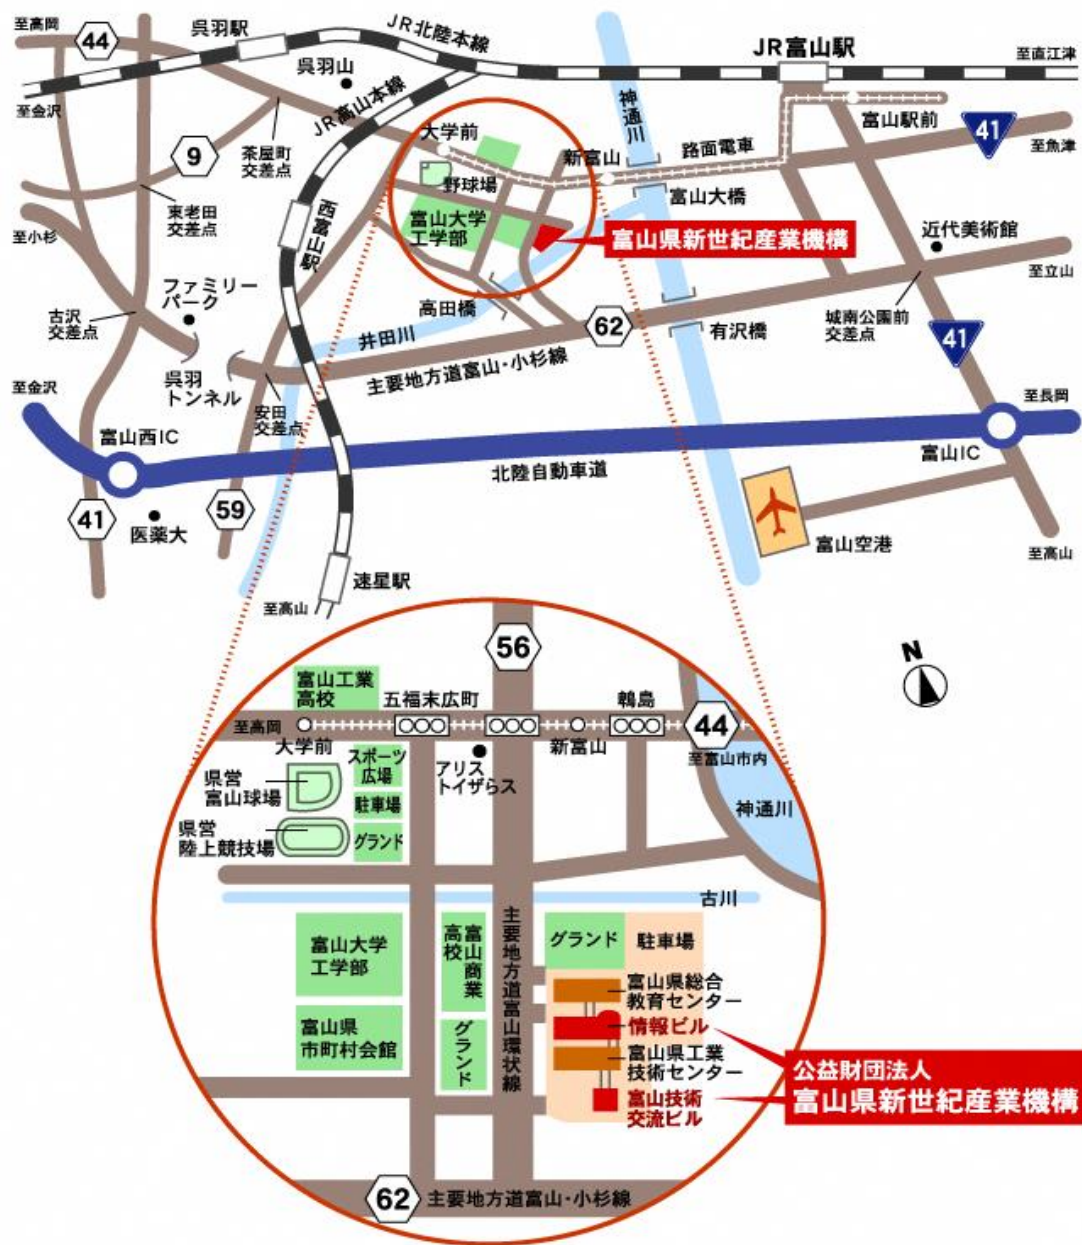 至高岡
44
呉羽駅
JR北陸本線
JR富山駅
至直江津
呉羽山
至金沢
JR高山本線
神通川
富山駅前
41
至魚津
9
茶屋町
交差点
大学前
新富山
路面電車
野球場
富山大橋
東老田
交差点
西富山駅
富山大学
工学部
富山県新世紀産業機構
近代美術館
至小杉
至立山
ファミリー
パーク
古沢
交差点
高田橋
62
有沢橋
城南公園前
交差点
41
井田川
主要地方道富山・小杉線
呉羽
トンネル
至金沢
安田
交差点
至長岡
富山西IC
富山IC
北陸自動車道
41
医薬大
59
富山空港
至高山
速星駅
至高山
N
56
富山工業
高校
五福末広町
鵯島
至高岡
大学前
新富山
44
至富山市内
スポーツ
広場
アリス
トイザらス
県営
富山球場
駐車場
神通川
県営
陸上競技場
グランド
古川
富山大学
工学部
富山商業
高校
主要地方道富山環状線
グランド
駐車場
富山県総合
教育センター
富山県
市町村会館
グランド
情報ビル
富山県工業
技術センター
公益財団法人
富山県新世紀産業機構
富山技術
交流ビル
62
主要地方道富山・小杉線